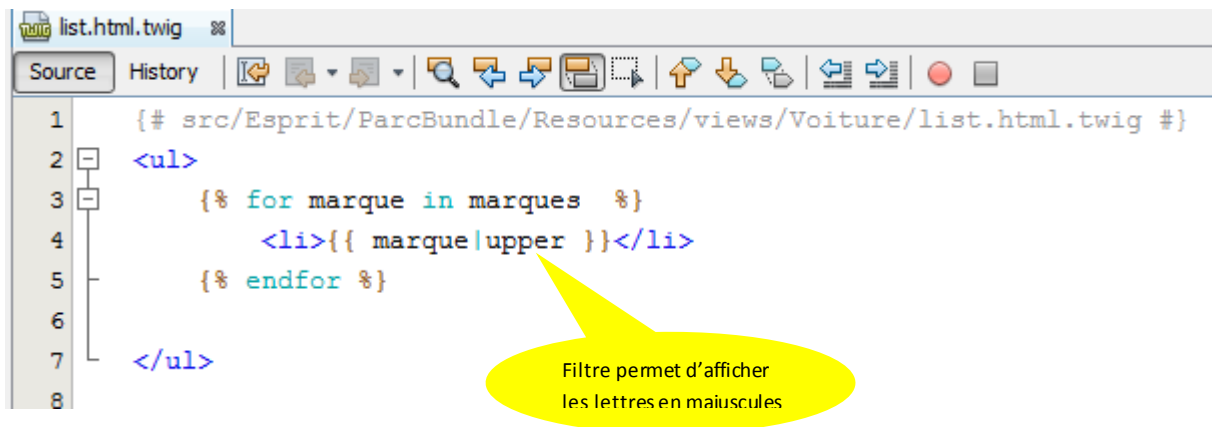 list.html.twig
Source History
1 {# src/Esprit/ParcBundle/Resources/views/Voiture/list.html.twig #}
2 <ul>
3 {% for marque in marques %}
4 <li>{{ marque|upper }}</li>
5 {% endfor %}
6
7 </ul>
8
Filtre permet d’afficher
les lettres en majuscules